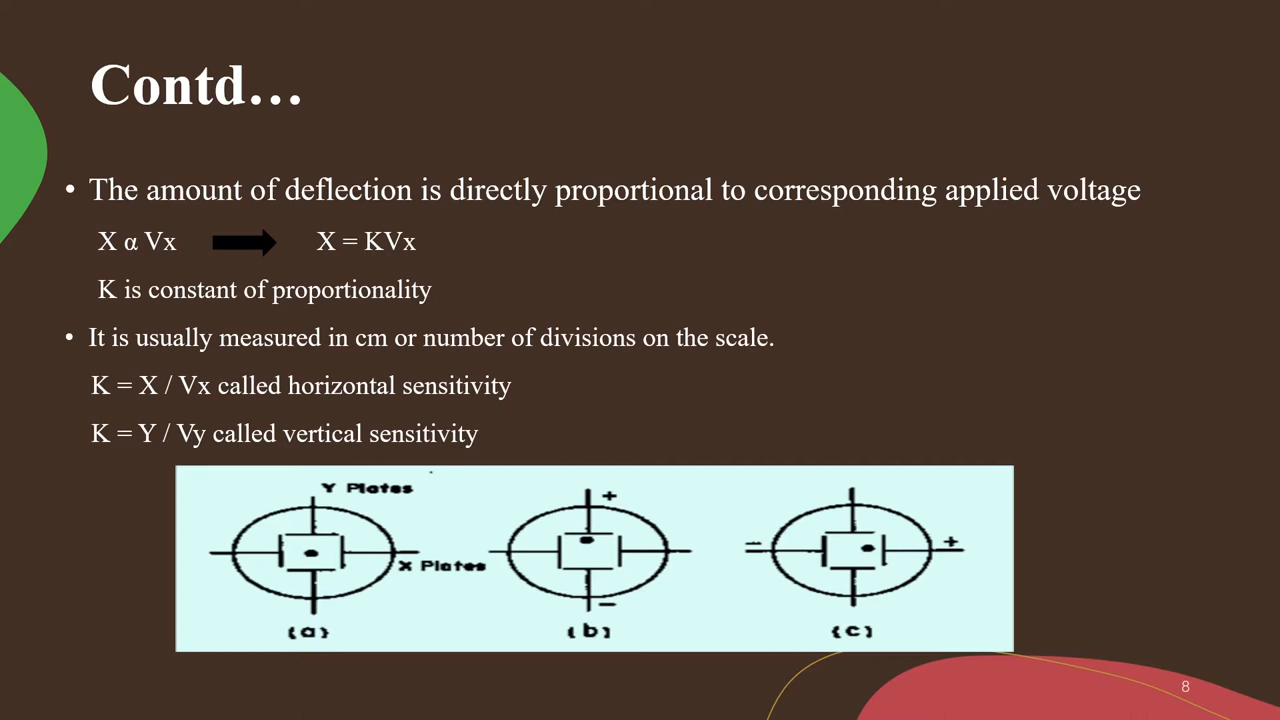 Contd…
• The amount of deflection is directly proportional to corresponding applied voltage
X α Vx X = KVx
K is constant of proportionality
• It is usually measured in cm or number of divisions on the scale.
K = X / Vx called horizontal sensitivity
K = Y / Vy called vertical sensitivity
Y Plates
+
− +
X Plates
−
(a) (b) (c)
8